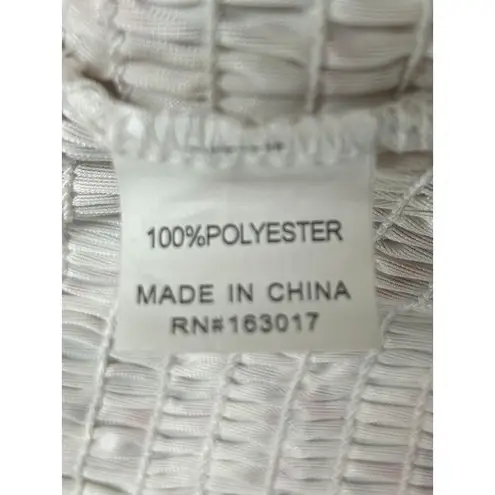 100%POLYESTER
MADE IN CHINA
RN#163017